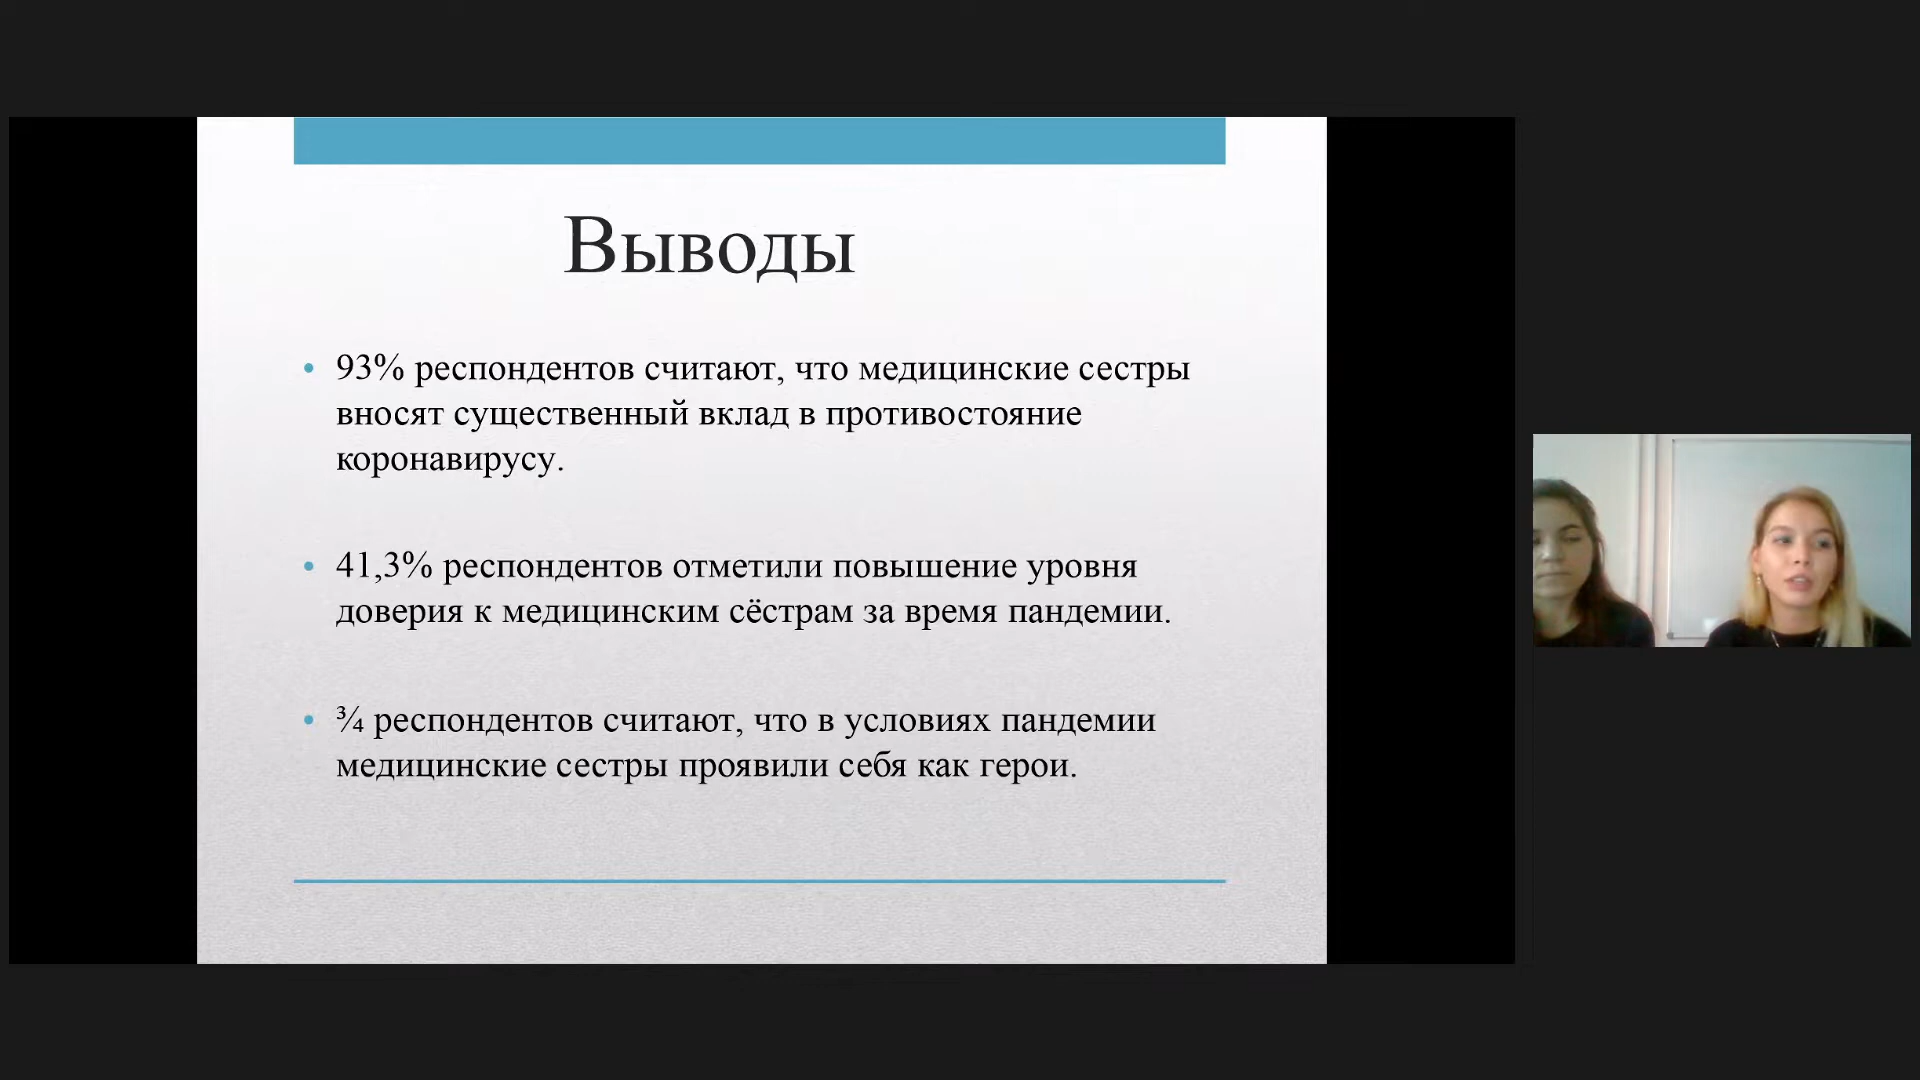 Выводы
• 93% респондентов считают, что медицинские сестры
вносят существенный вклад в противостояние
коронавирусу.
• 41,3% респондентов отметили повышение уровня
доверия к медицинским сёстрам за время пандемии.
• ¾ респондентов считают, что в условиях пандемии
медицинские сестры проявили себя как герои.